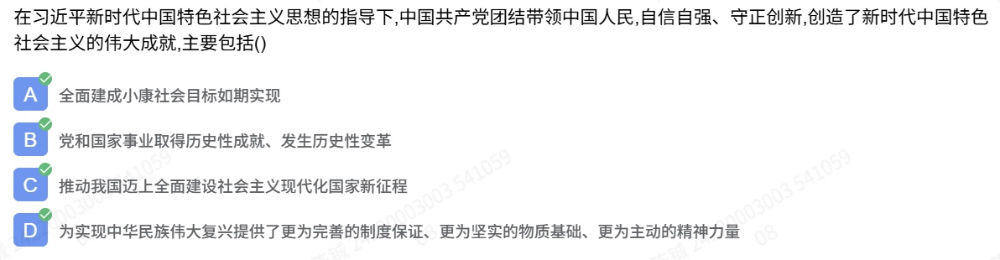 在习近平新时代中国特色社会主义思想的指导下,中国共产党团结带领中国人民,自信自强、守正创新,创造了新时代中国特色
社会主义的伟大成就,主要包括()
A 全面建成小康社会目标如期实现
B 党和国家事业取得历史性成就、发生历史性变革
C 推动我国迈上全面建设社会主义现代化国家新征程
D 为实现中华民族伟大复兴提供了更为完善的制度保证、更为坚实的物质基础、更为主动的精神力量